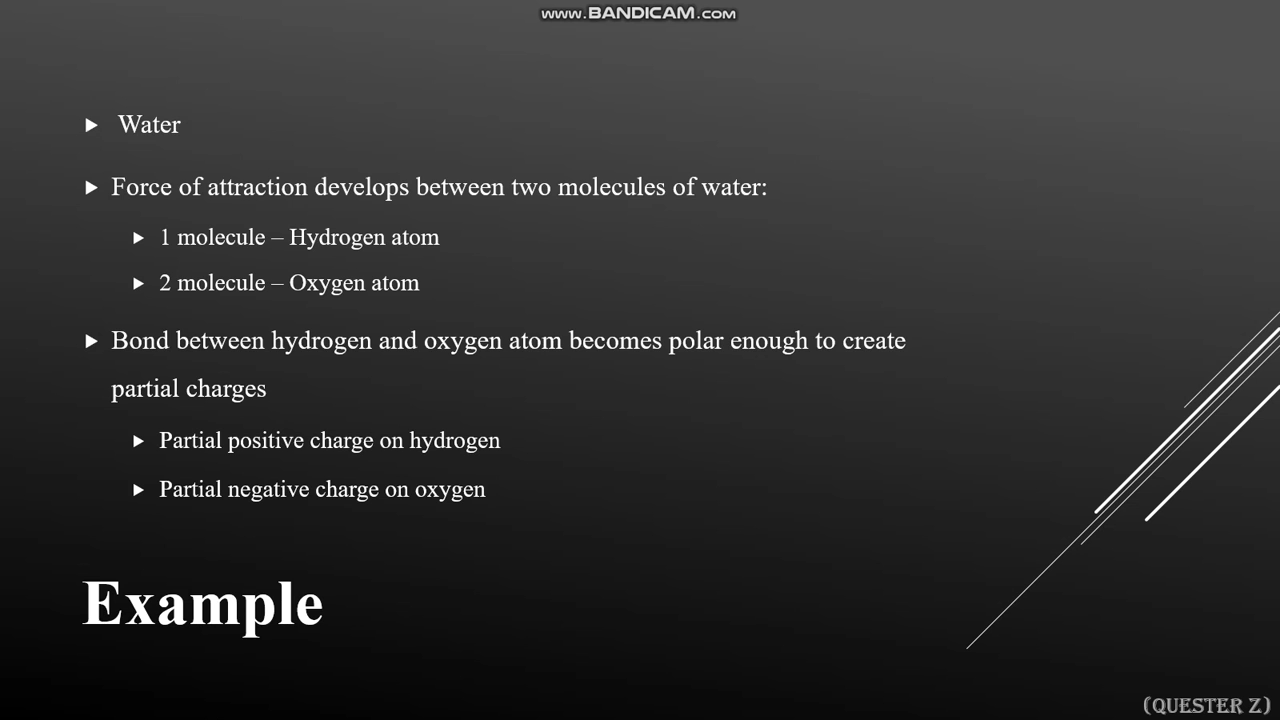 www.BANDICAM.com
Water
Force of attraction develops between two molecules of water:
1 molecule – Hydrogen atom
2 molecule – Oxygen atom
Bond between hydrogen and oxygen atom becomes polar enough to create
partial charges
Partial positive charge on hydrogen
Partial negative charge on oxygen
Example
(QUESTER Z)